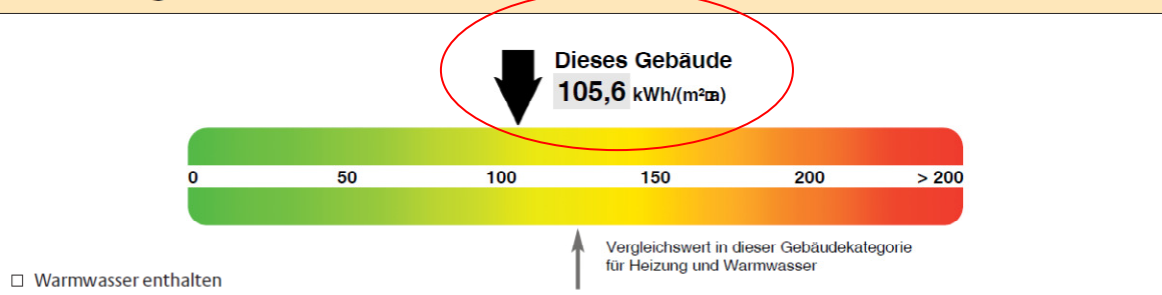 Dieses Gebäude
105,6 kWh/(m²a)
0 50 100 150 200 > 200
Vergleichswert in dieser Gebäudekategorie
für Heizung und Warmwasser
☐ Warmwasser enthalten